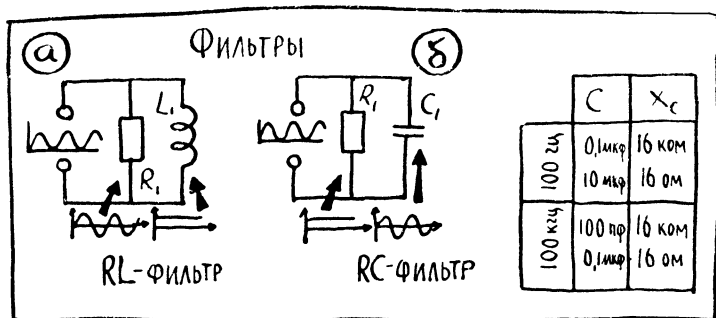 Фильтры
а
б
L₁
R₁
RL-фильтр
R₁
C₁
RC-фильтр
C Xc
100 гц
0,1мкф 16 ком
10 мкф 16 ом
100 кгц
100 пф 16 ком
0,1мкф 16 ом